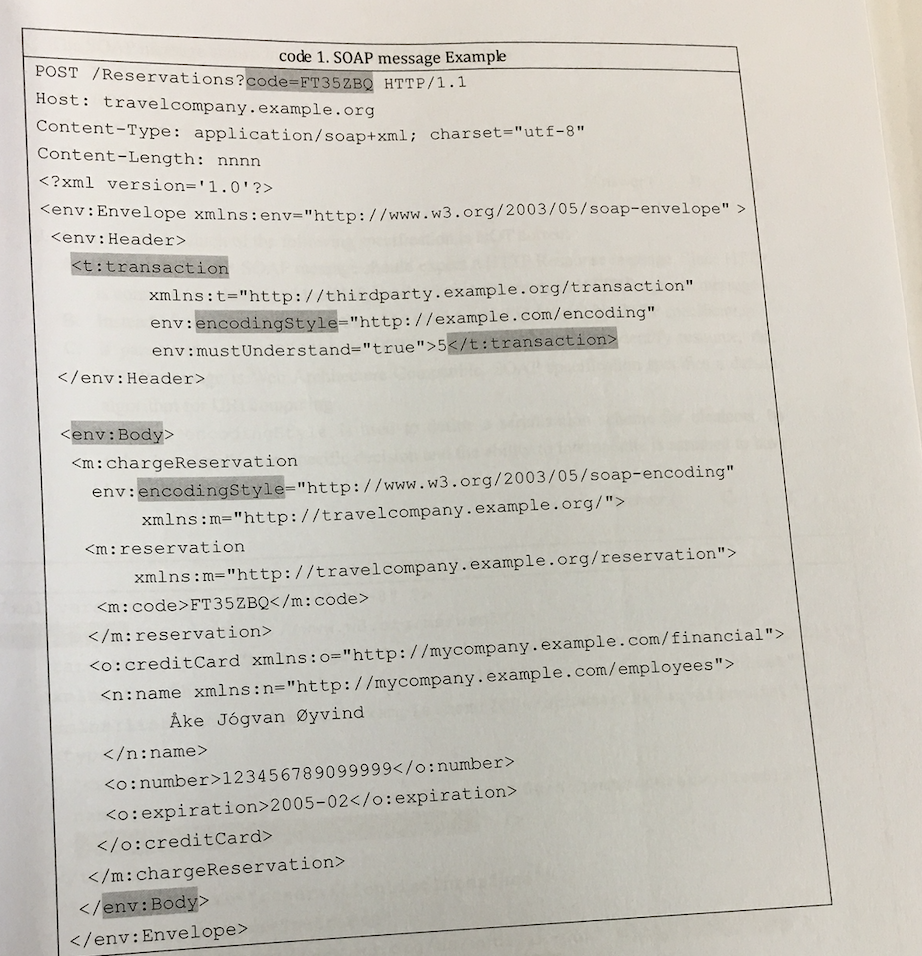 code 1. SOAP message Example
POST /Reservations?code=FT35ZBQ HTTP/1.1
Host: travelcompany.example.org
Content-Type: application/soap+xml; charset="utf-8"
Content-Length: nnnn
<?xml version='1.0'?>
<env:Envelope xmlns:env="http://www.w3.org/2003/05/soap-envelope" >
<env:Header>
<t:transaction
xmlns:t="http://thirdparty.example.org/transaction"
env:encodingStyle="http://example.com/encoding"
env:mustUnderstand="true">5</t:transaction>
</env:Header>
<env:Body>
<m:chargeReservation
env:encodingStyle="http://www.w3.org/2003/05/soap-encoding"
xmlns:m="http://travelcompany.example.org/">
<m:reservation
xmlns:m="http://travelcompany.example.org/reservation">
<m:code>FT35ZBQ</m:code>
</m:reservation>
<o:creditCard xmlns:o="http://mycompany.example.com/financial">
<n:name xmlns:n="http://mycompany.example.com/employees">
Åke Jógvan Øyvind
</n:name>
<o:number>123456789099999</o:number>
<o:expiration>2005-02</o:expiration>
</o:creditCard>
</m:chargeReservation>
</env:Body>
</env:Envelope>